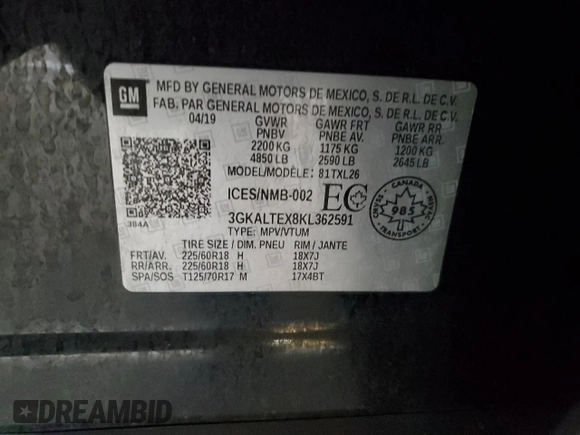 GM
MFD BY GENERAL MOTORS DE MEXICO, S. DE R.L. DE C.V.
FAB. PAR GENERAL MOTORS DE MEXICO, S. DE R.L. DE C.V.
04/19 GVWR GAWR FRT GAWR RR
PNBV PNBE AV. PNBE ARR.
2200 KG 1175 KG 1200 KG
4850 LB 2590 LB 2645 LB
MODEL/MODÈLE: 81TXL26
384A ICES/NMB-002 EC
CANADA
985
3GKALTEX8KL362591
TYPE: MPV/VTUM
TIRE SIZE / DIM. PNEU RIM / JANTE
FRT/AV. 225/60R18 H 18X7J
RR/ARR. 225/60R18 H 18X7J
SPA/SOS T125/70R17 M 17X4BT
DREAMBID